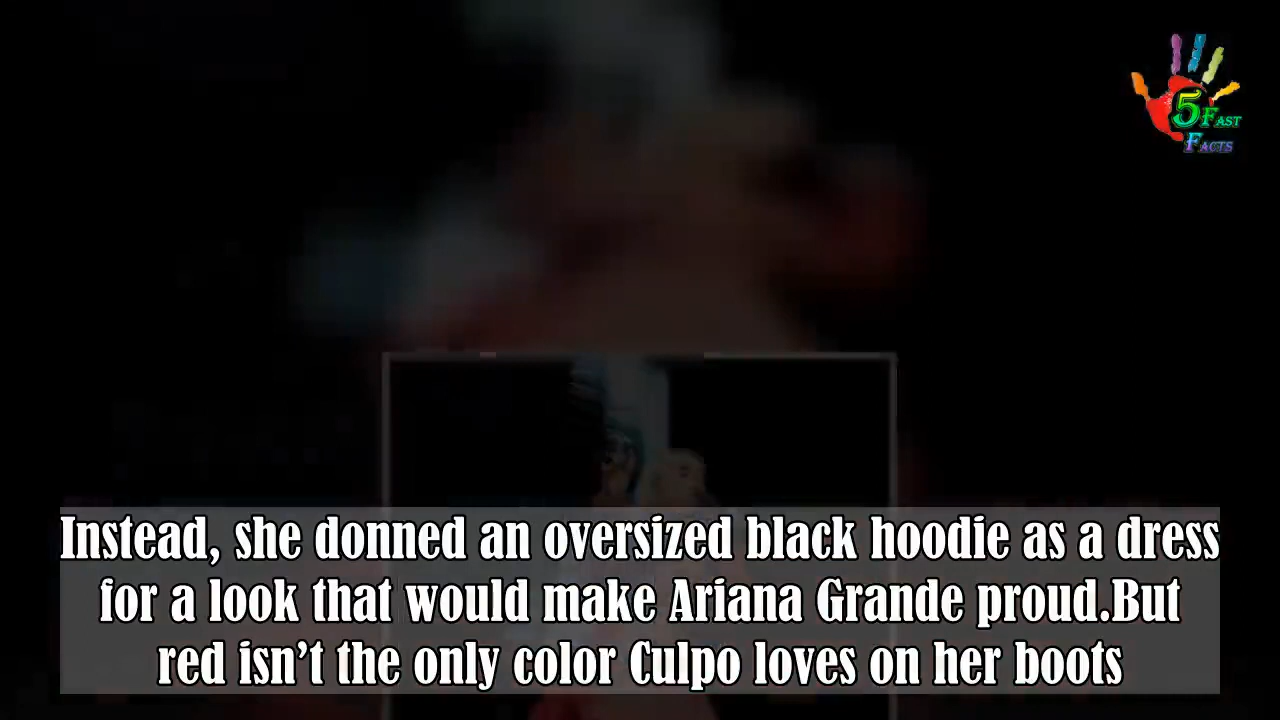 5 Fast
Facts
Instead, she donned an oversized black hoodie as a dress
for a look that would make Ariana Grande proud.But
red isn’t the only color Culpo loves on her boots